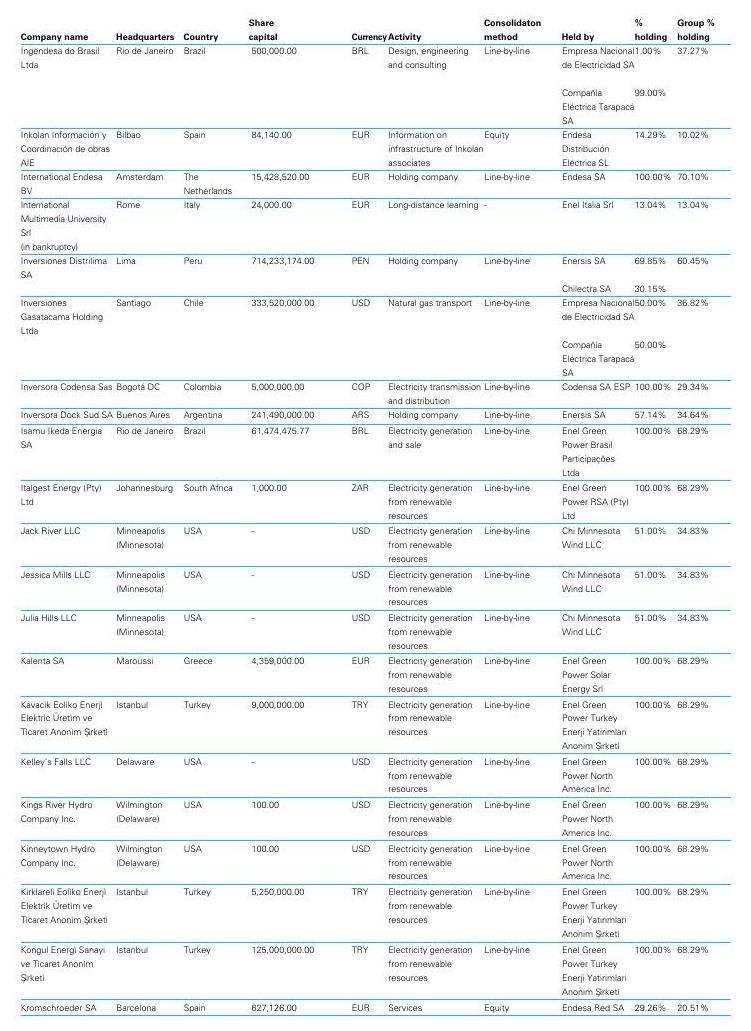 Share Consolidaton % Group %
Company name Headquarters Country capital Currency Activity method Held by holding holding
Ingendesa do Brasil Rio de Janeiro Brazil 500,000.00 BRL Design, engineering Line-by-line Empresa Nacional 1.00% 37.27%
Ltda and consulting de Electricidad SA
Compañía 99.00%
Eléctrica Tarapacá
SA
Inkolan Información y Bilbao Spain 84,140.00 EUR Information on Equity Endesa 14.29% 10.02%
Coordinación de obras infrastructure of Inkolan Distribución
AIE associates Eléctrica SL
International Endesa Amsterdam The 15,428,520.00 EUR Holding company Line-by-line Endesa SA 100.00% 70.10%
BV Netherlands
International Rome Italy 24,000.00 EUR Long-distance learning - Enel Italia Srl 13.04% 13.04%
Multimedia University
Srl
(in bankruptcy)
Inversiones Distrilima Lima Peru 714,233,174.00 PEN Holding company Line-by-line Enersis SA 69.85% 60.45%
SA
Chilectra SA 30.15%
Inversiones Santiago Chile 333,520,000.00 USD Natural gas transport Line-by-line Empresa Nacional 50.00% 36.82%
Gasatacama Holding de Electricidad SA
Ltda
Compañía 50.00%
Eléctrica Tarapacá
SA
Inversora Codensa Sas Bogotá DC Colombia 5,000,000.00 COP Electricity transmission Line-by-line Codensa SA ESP 100.00% 29.34%
and distribution
Inversora Dock Sud SA Buenos Aires Argentina 241,490,000.00 ARS Holding company Line-by-line Enersis SA 57.14% 34.64%
Isamu Ikeda Energia Rio de Janeiro Brazil 61,474,475.77 BRL Electricity generation Line-by-line Enel Green 100.00% 68.29%
SA and sale Power Brasil
Participações
Ltda
Italgest Energy (Pty) Johannesburg South Africa 1,000.00 ZAR Electricity generation Line-by-line Enel Green 100.00% 68.29%
Ltd from renewable Power RSA (Pty)
resources Ltd
Jack River LLC Minneapolis USA - USD Electricity generation Line-by-line Chi Minnesota 51.00% 34.83%
(Minnesota) from renewable Wind LLC
resources
Jessica Mills LLC Minneapolis USA - USD Electricity generation Line-by-line Chi Minnesota 51.00% 34.83%
(Minnesota) from renewable Wind LLC
resources
Julia Hills LLC Minneapolis USA - USD Electricity generation Line-by-line Chi Minnesota 51.00% 34.83%
(Minnesota) from renewable Wind LLC
resources
Kalenta SA Maroussi Greece 4,359,000.00 EUR Electricity generation Line-by-line Enel Green 100.00% 68.29%
from renewable Power Solar
resources Energy Srl
Kavacik Eoliko Enerji Istanbul Turkey 9,000,000.00 TRY Electricity generation Line-by-line Enel Green 100.00% 68.29%
Elektric Üretim ve from renewable Power Turkey
Ticaret Anonim Şirketi resources Enerji Yatirimlari
Anonim Şirketi
Kelley's Falls LLC Delaware USA - USD Electricity generation Line-by-line Enel Green 100.00% 68.29%
from renewable Power North
resources America Inc.
Kings River Hydro Wilmington USA 100.00 USD Electricity generation Line-by-line Enel Green 100.00% 68.29%
Company Inc. (Delaware) from renewable Power North
resources America Inc.
Kinneytown Hydro Wilmington USA 100.00 USD Electricity generation Line-by-line Enel Green 100.00% 68.29%
Company Inc. (Delaware) from renewable Power North
resources America Inc.
Kirklareli Eoliko Enerji Istanbul Turkey 5,250,000.00 TRY Electricity generation Line-by-line Enel Green 100.00% 68.29%
Elektrik Üretim ve from renewable Power Turkey
Ticaret Anonim Şirketi resources Enerji Yatirimlari
Anonim Şirketi
Kongul Energi Sanayi Istanbul Turkey 125,000,000.00 TRY Electricity generation Line-by-line Enel Green 100.00% 68.29%
ve Ticaret Anonim from renewable Power Turkey
Şirketi resources Enerji Yatirimlari
Anonim Şirketi
Kromschroeder SA Barcelona Spain 627,126.00 EUR Services Equity Endesa Red SA 29.26% 20.51%